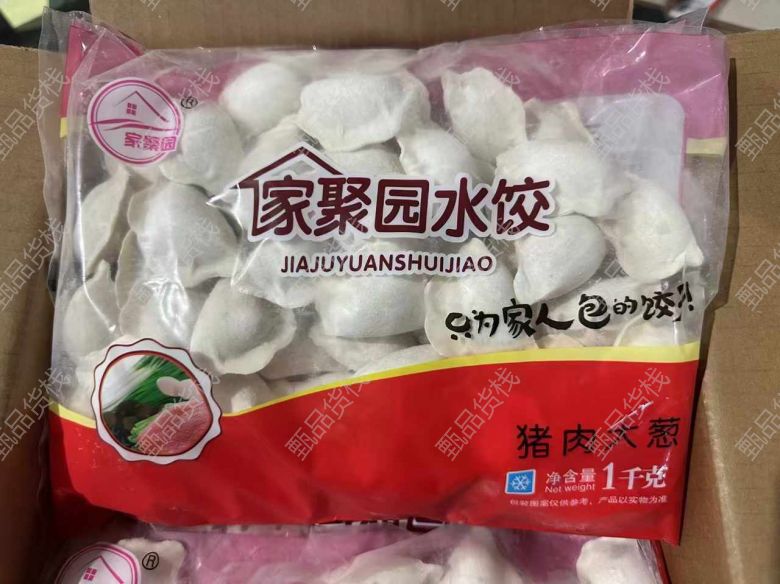 家聚园
®
家聚园水饺
JIAJUYUANSHUIJIAO
只为家人包的饺子
猪肉大葱
净含量
Net weight
1千克
包装图案仅供参考，产品以实物为准
®
甄品货栈